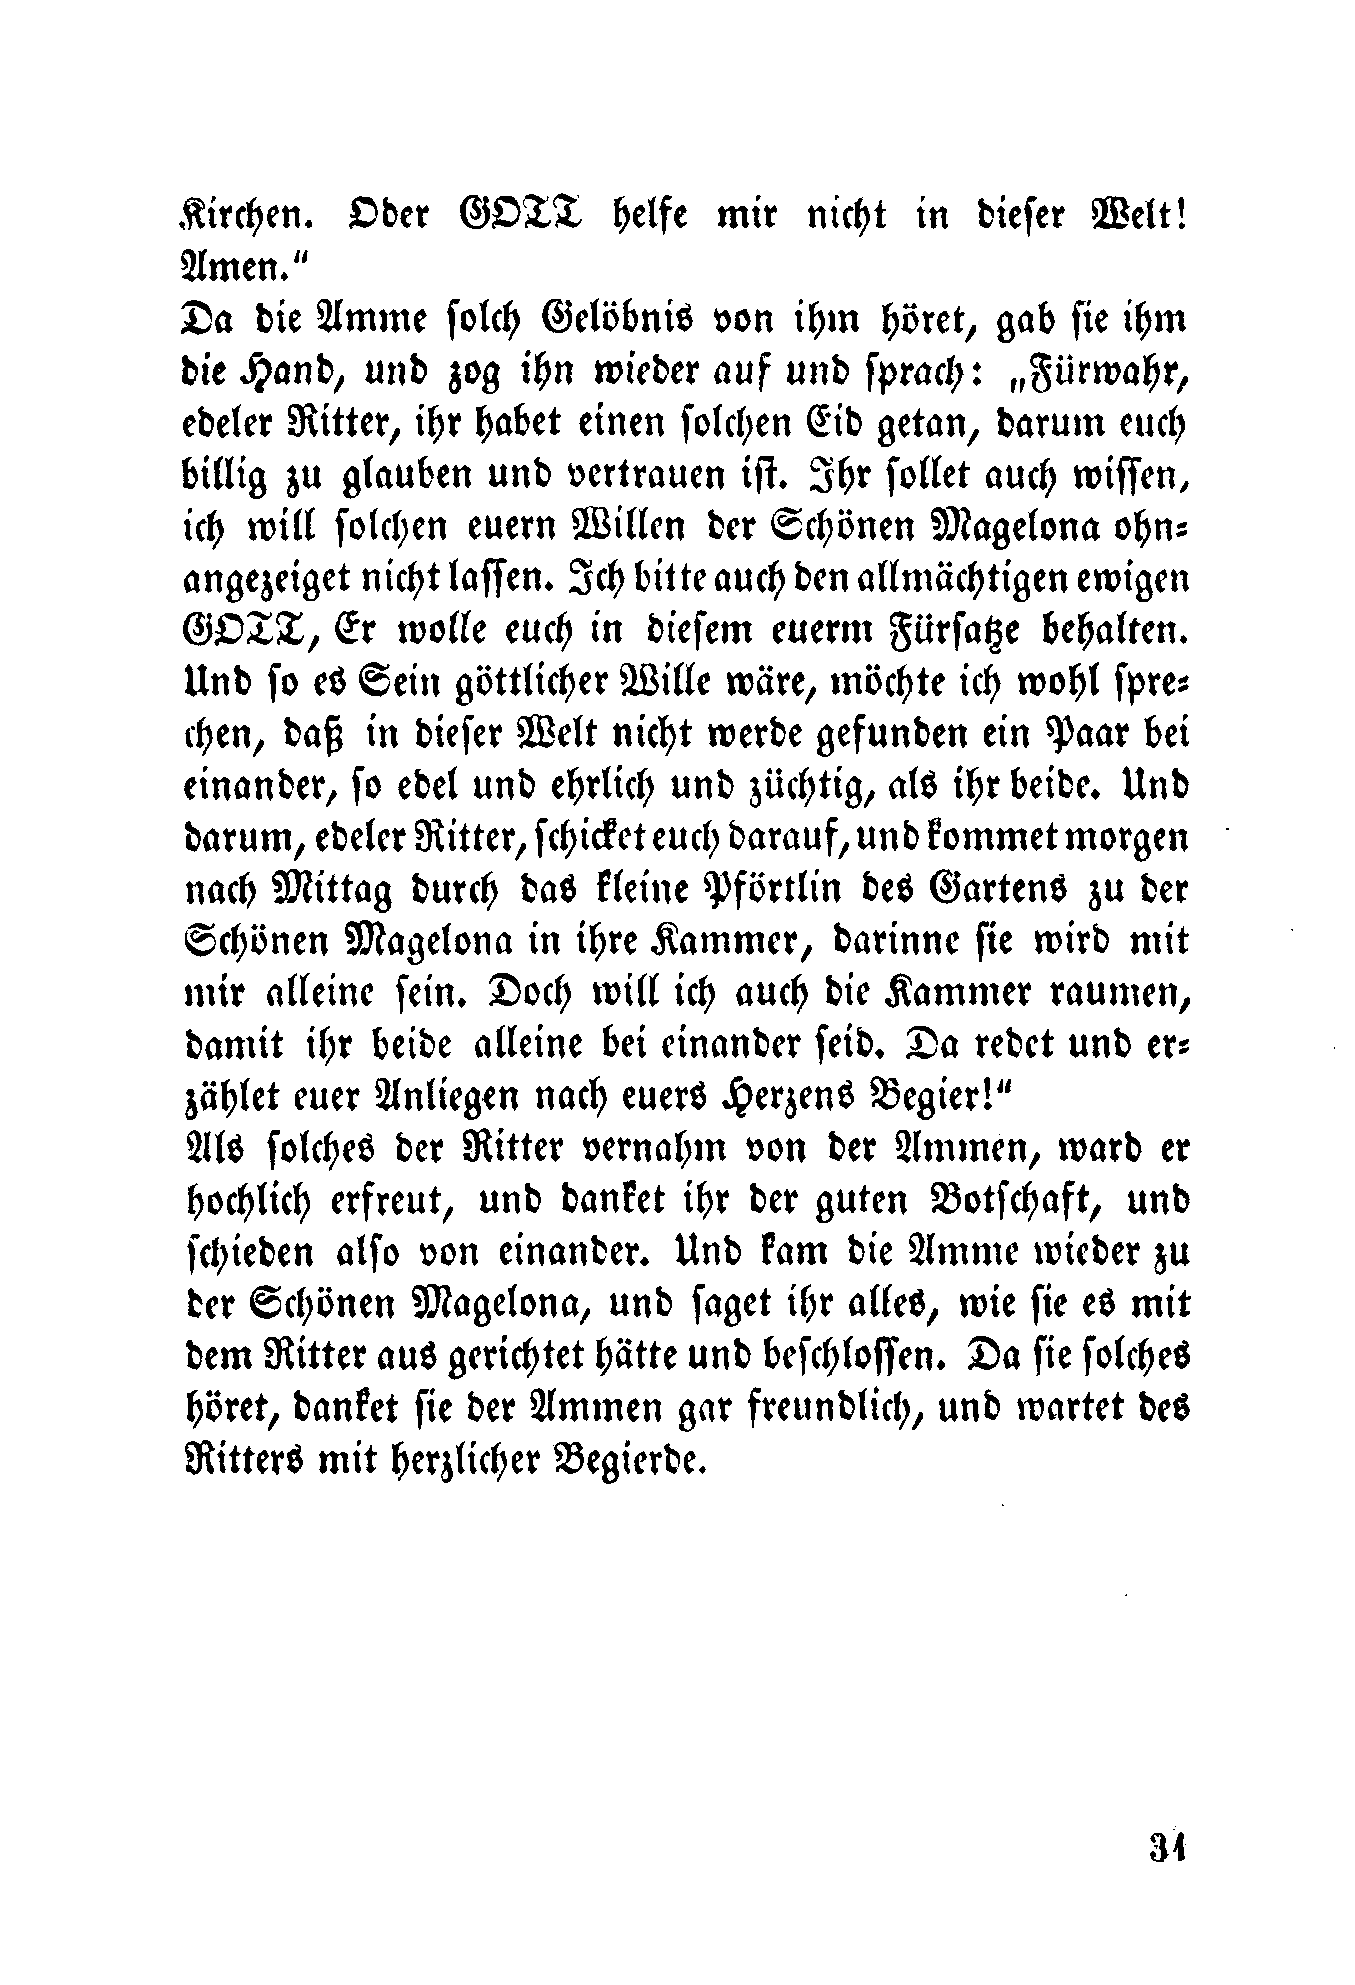 Kirchen. Oder GOTT helfe mir nicht in dieser Welt!
Amen.“
Da die Amme solch Gelöbnis von ihm höret, gab sie ihm
die Hand, und zog ihn wieder auf und sprach: „Fürwahr,
edeler Ritter, ihr habet einen solchen Eid getan, darum euch
billig zu glauben und vertrauen ist. Ihr sollet auch wissen,
ich will solchen euern Willen der Schönen Magelona ohn-
angezeiget nicht lassen. Ich bitte auch den allmächtigen ewigen
GOTT, Er wolle euch in diesem euerm Fürsatze behalten.
Und so es Sein göttlicher Wille wäre, möchte ich wohl spre-
chen, daß in dieser Welt nicht werde gefunden ein Paar bei
einander, so edel und ehrlich und züchtig, als ihr beide. Und
darum, edeler Ritter, schicket euch darauf, und kommet morgen
nach Mittag durch das kleine Pförtlin des Gartens zu der
Schönen Magelona in ihre Kammer, darinne sie wird mit
mir alleine sein. Doch will ich auch die Kammer raumen,
damit ihr beide alleine bei einander seid. Da redet und er-
zählet euer Anliegen nach euers Herzens Begier!“
Als solches der Ritter vernahm von der Ammen, ward er
hochlich erfreut, und danket ihr der guten Botschaft, und
schieden also von einander. Und kam die Amme wieder zu
der Schönen Magelona, und saget ihr alles, wie sie es mit
dem Ritter aus gerichtet hätte und beschlossen. Da sie solches
höret, danket sie der Ammen gar freundlich, und wartet des
Ritters mit herzlicher Begierde.
31